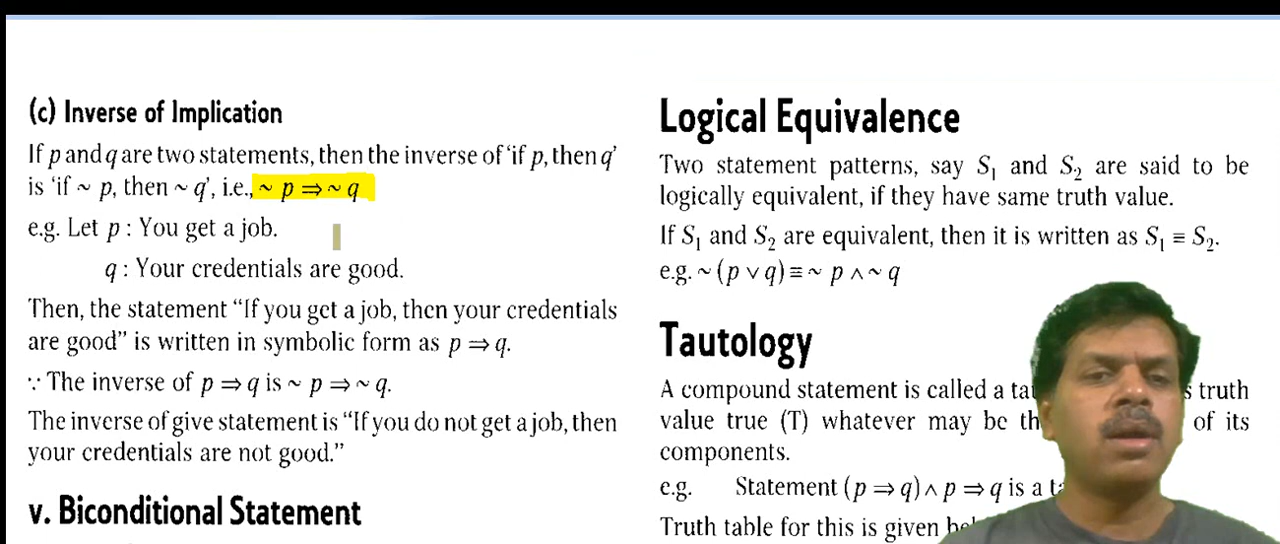 (c) Inverse of Implication
If p and q are two statements, then the inverse of 'if p, then q'
is 'if ~ p, then ~ q', i.e., ~ p ⇒ ~ q
e.g. Let p : You get a job.
q : Your credentials are good.
Then, the statement "If you get a job, then your credentials
are good" is written in symbolic form as p ⇒ q.
∵ The inverse of p ⇒ q is ~ p ⇒ ~ q.
The inverse of give statement is "If you do not get a job, then
your credentials are not good."
v. Biconditional Statement
Logical Equivalence
Two statement patterns, say S₁ and S₂ are said to be
logically equivalent, if they have same truth value.
If S₁ and S₂ are equivalent, then it is written as S₁ ≡ S₂.
e.g. ~ (p ∨ q) ≡ ~ p ∧ ~ q
Tautology
A compound statement is called a truth
value true (T) whatever may be of its
components.
e.g. Statement (p ⇒ q) ∧ p ⇒ q is a
Truth table for this is given